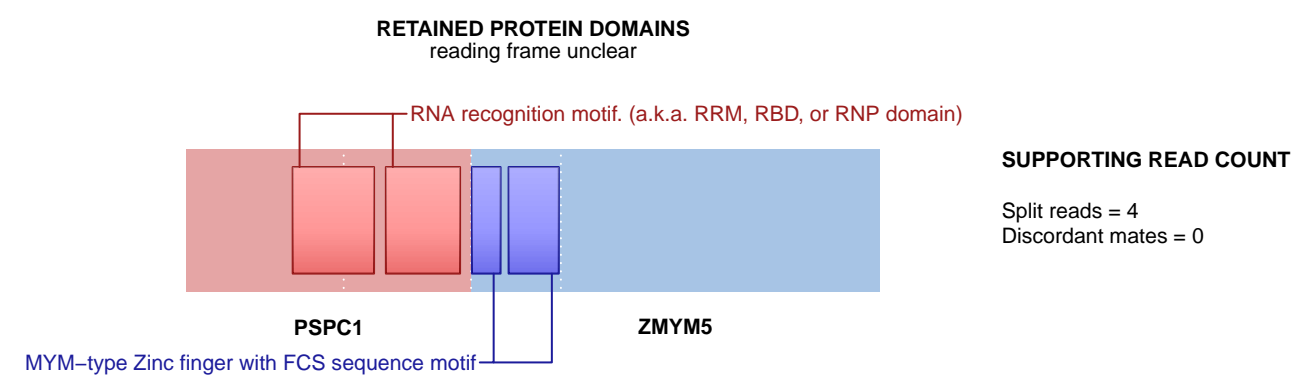 RETAINED PROTEIN DOMAINS
reading frame unclear
RNA recognition motif. (a.k.a. RRM, RBD, or RNP domain)
SUPPORTING READ COUNT
Split reads = 4
Discordant mates = 0
PSPC1
ZMYM5
MYM−type Zinc finger with FCS sequence motif